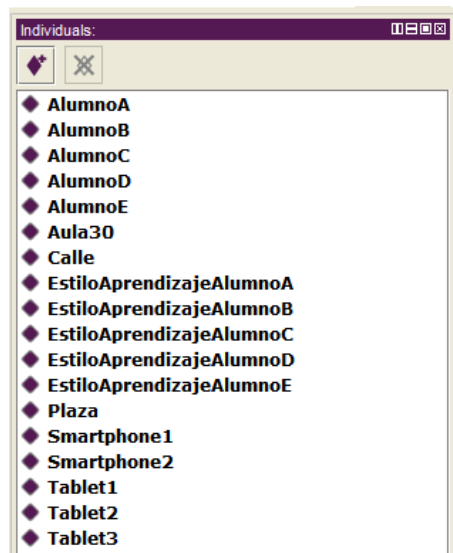 Individuals:
AlumnoA
AlumnoB
AlumnoC
AlumnoD
AlumnoE
Aula30
Calle
EstiloAprendizajeAlumnoA
EstiloAprendizajeAlumnoB
EstiloAprendizajeAlumnoC
EstiloAprendizajeAlumnoD
EstiloAprendizajeAlumnoE
Plaza
Smartphone1
Smartphone2
Tablet1
Tablet2
Tablet3